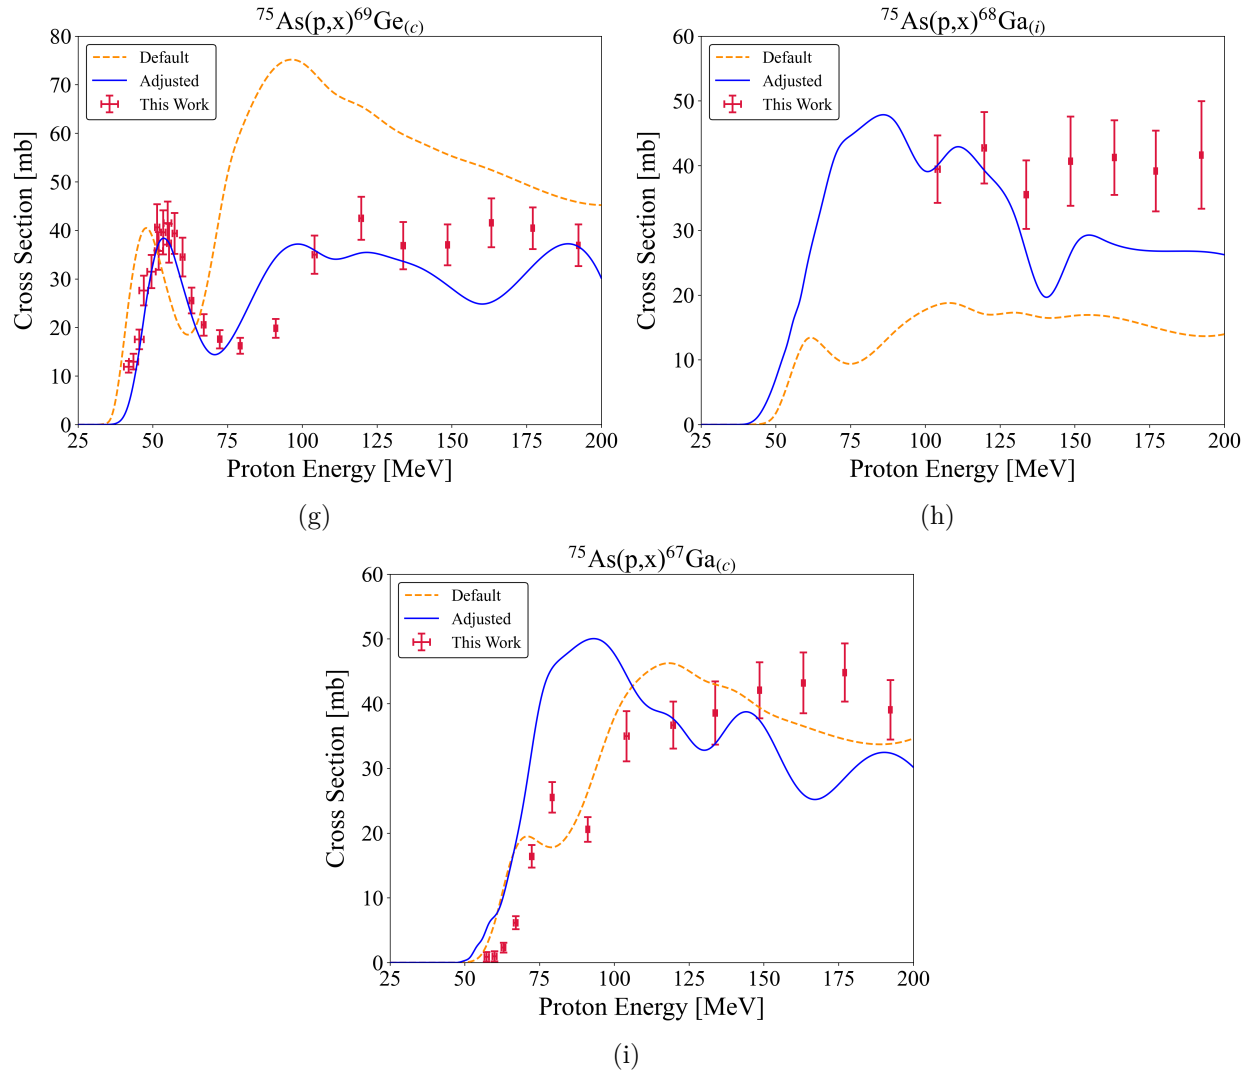 ⁷⁵As(p,x)⁶⁹Ge(c)
Cross Section [mb]
80
70
60
50
40
30
20
10
0
Default
Adjusted
This Work
25 50 75 100 125 150 175 200
Proton Energy [MeV]
(g)
⁷⁵As(p,x)⁶⁸Ga(i)
Cross Section [mb]
60
50
40
30
20
10
0
Default
Adjusted
This Work
25 50 75 100 125 150 175 200
Proton Energy [MeV]
(h)
⁷⁵As(p,x)⁶⁷Ga(c)
Cross Section [mb]
60
50
40
30
20
10
0
Default
Adjusted
This Work
25 50 75 100 125 150 175 200
Proton Energy [MeV]
(i)